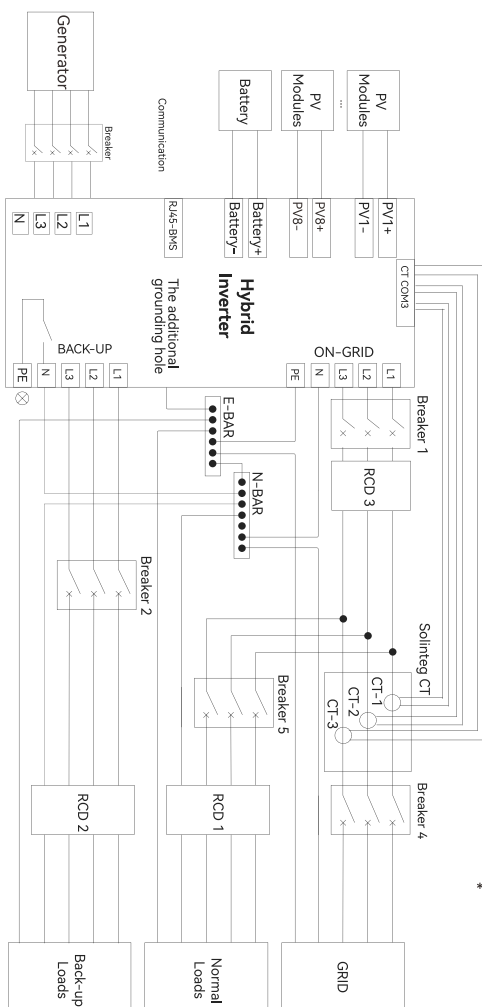 Generator
Breaker
Communication
Battery
PV
Modules
...
PV
Modules
N
L3
L2
L1
RJ45-BMS
Battery-
Battery+
PV8-
PV8+
PV1-
PV1+
CT COM3
Hybrid
Inverter
The additional
grounding hole
BACK-UP
ON-GRID
PE
N
L3
L2
L1
PE
N
L3
L2
L1
E-BAR
N-BAR
Breaker 1
RCD 3
Breaker 2
Solinteg CT
CT-1
CT-2
CT-3
Breaker 5
Breaker 4
RCD 2
RCD 1
*
Back-up
Loads
Normal
Loads
GRID